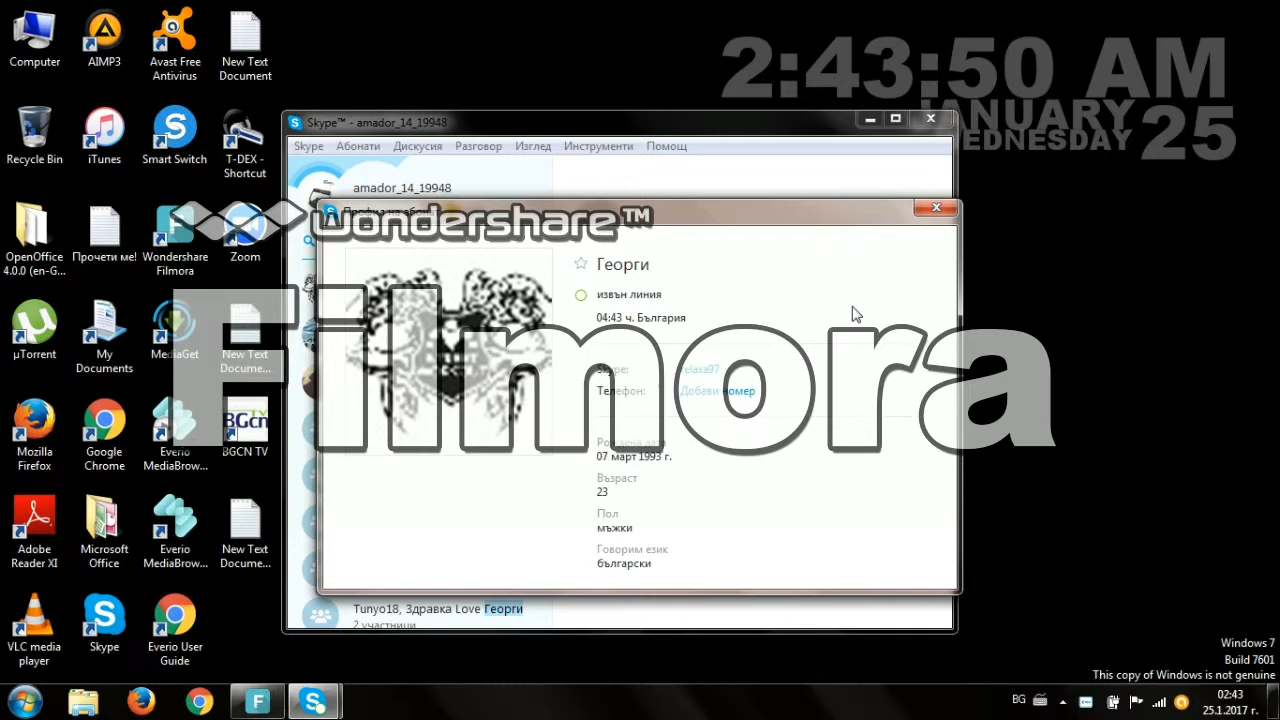 2:43:50 AM
JANUARY
WEDNESDAY 25
Computer
AIMP3
Avast Free Antivirus
New Text Document
Recycle Bin
iTunes
Smart Switch
T-DEX - Shortcut
OpenOffice 4.0.0 (en-G...
Прочети ме!
Wondershare Filmora
Zoom
µTorrent
My Documents
MediaGet
New Text Docume...
Mozilla Firefox
Google Chrome
Everio MediaBrow...
BGCN TV
Adobe Reader XI
Microsoft Office
Everio MediaBrow...
New Text Docume...
VLC media player
Skype
Everio User Guide
Skype™ - amador_14_19948
Skype Абонати Дискусия Разговор Изглед Инструменти Помощ
amador_14_19948
Профил на абонат
wondershare™
Filmora
Георги
извън линия
04:43 ч. България
Skype: relaxa97
Телефон: Добави номер
Рождена дата
07 март 1993 г.
Възраст
23
Пол
мъжки
Говорим език
български
Tunyo18, Здравка Love Георги
2 участници
Windows 7
Build 7601
This copy of Windows is not genuine
BG
02:43
25.1.2017 г.